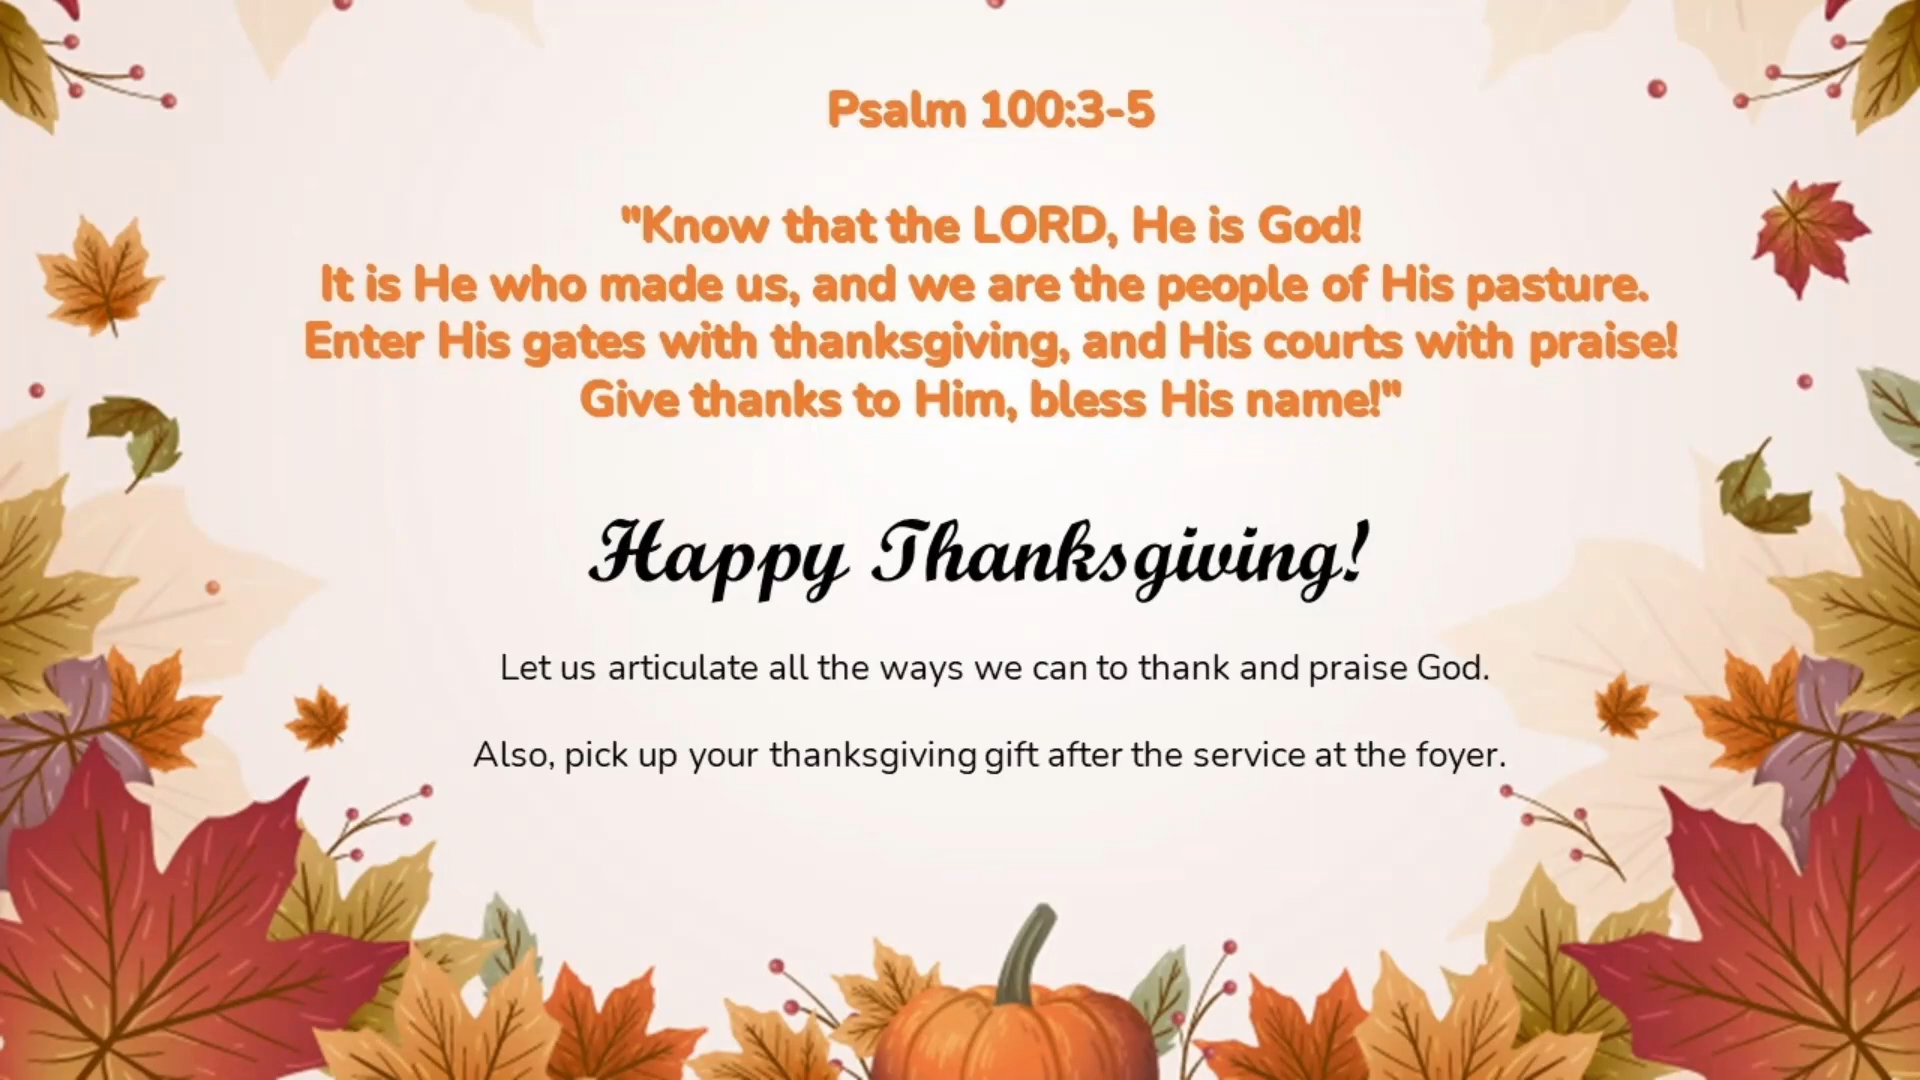 Psalm 100:3-5
"Know that the LORD, He is God!
It is He who made us, and we are the people of His pasture.
Enter His gates with thanksgiving, and His courts with praise!
Give thanks to Him, bless His name!"
Happy Thanksgiving!
Let us articulate all the ways we can to thank and praise God.
Also, pick up your thanksgiving gift after the service at the foyer.